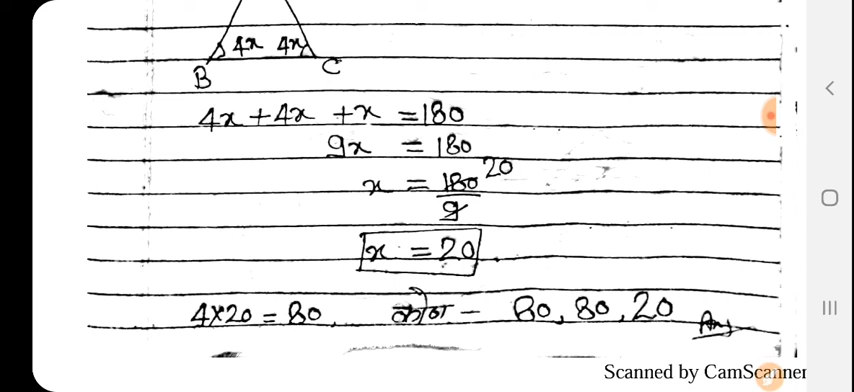 4x 4x
B C
4x + 4x + x = 180
9x = 180
x = 180/9 20
x = 20
4×20 = 80 कोण - 80, 80, 20 Ans
Scanned by CamScanner